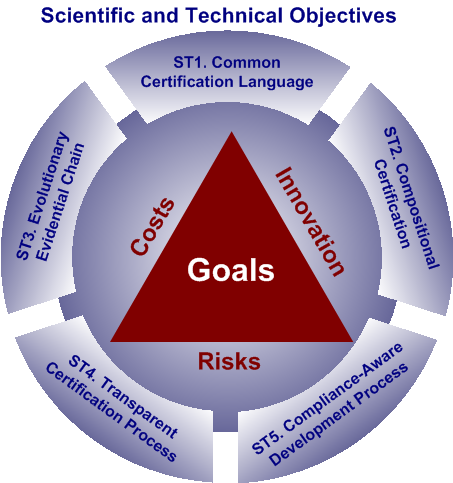 Scientific and Technical Objectives
ST1. Common
Certification Language
ST2. Compositional
Certification
ST3. Evolutionary
Evidential Chain
Costs
Innovation
Goals
Risks
ST4. Transparent
Certification Process
ST5. Compliance-Aware
Development Process